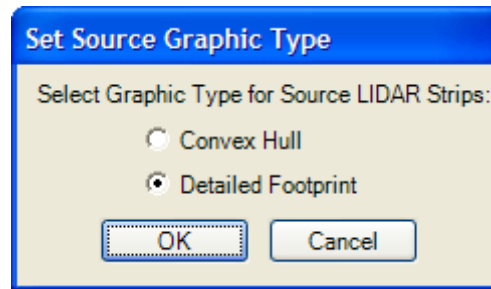 Set Source Graphic Type
Select Graphic Type for Source LIDAR Strips:
Convex Hull
Detailed Footprint
OK Cancel